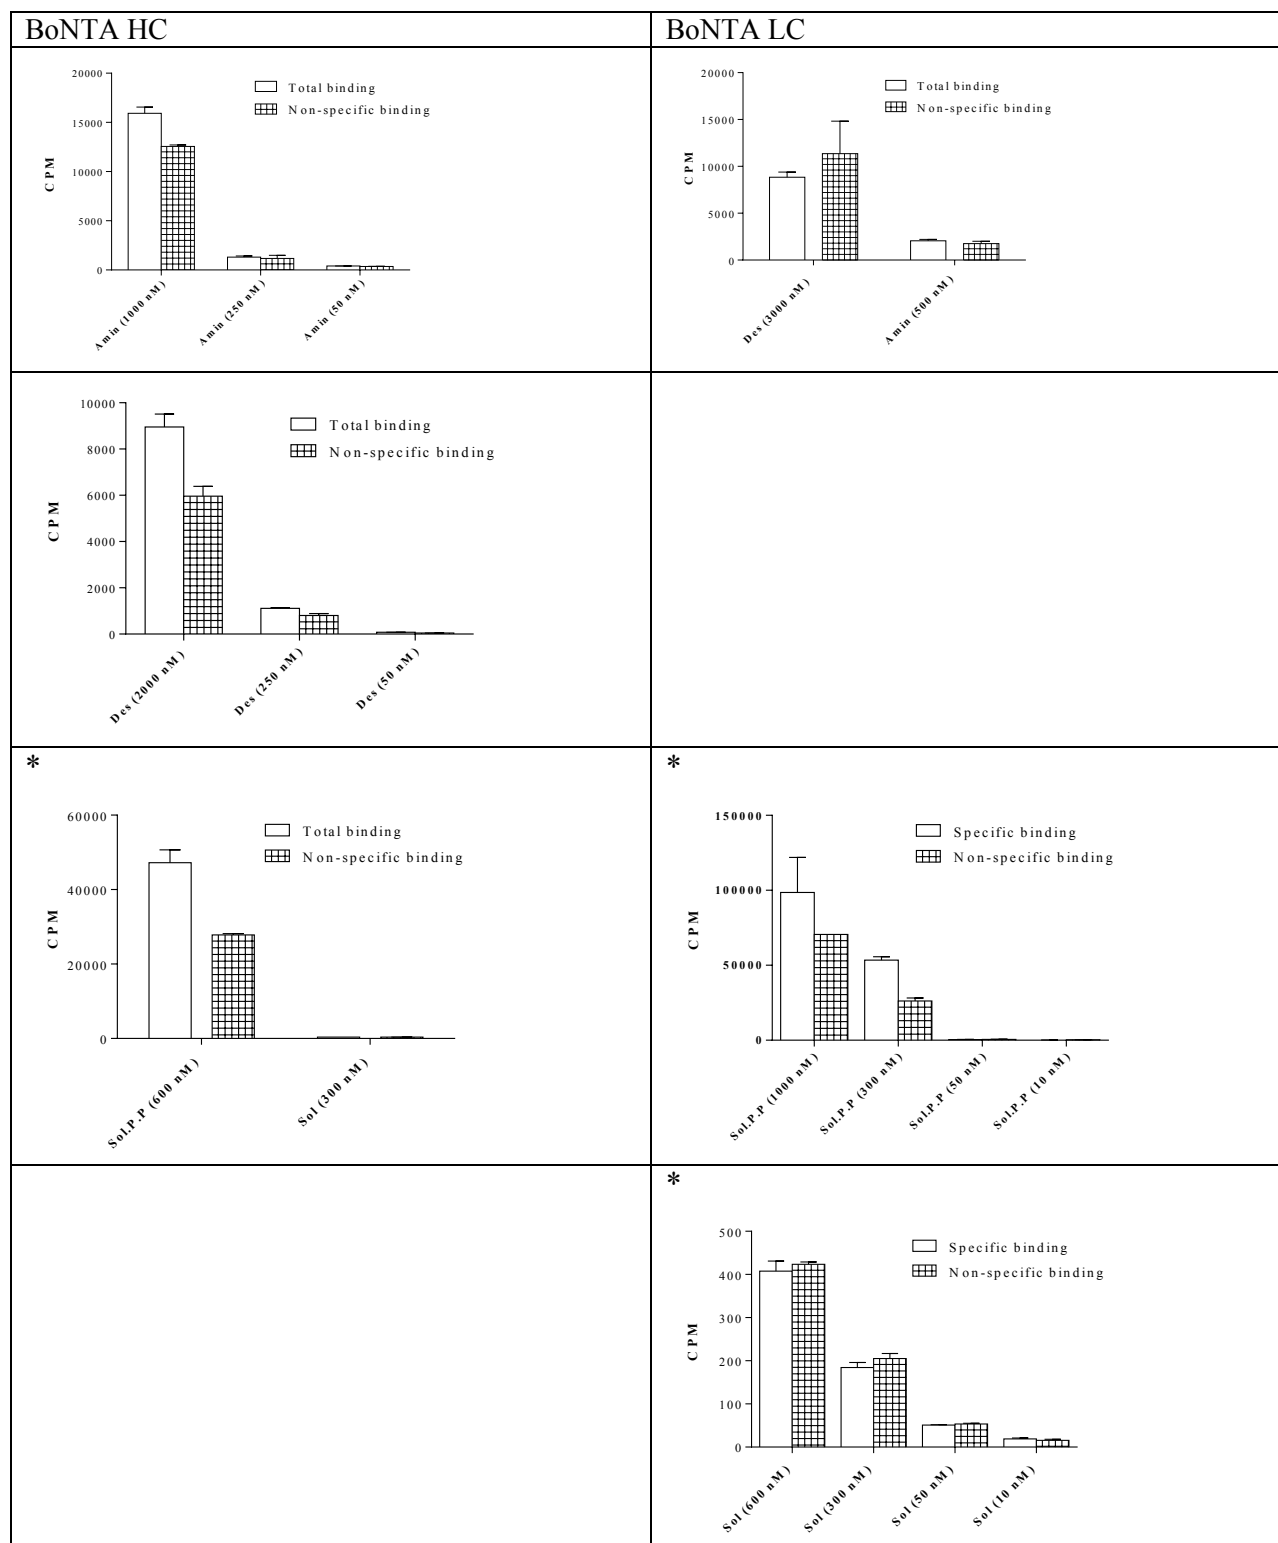 BoNTA HC
BoNTA LC
20000
15000
10000
5000
0
CPM
Total binding
Non-specific binding
Amin (1000 nM)
Amin (250 nM)
Amin (50 nM)
20000
15000
10000
5000
0
CPM
Total binding
Non-specific binding
Des (3000 nM)
Amin (500 nM)
10000
8000
6000
4000
2000
0
CPM
Total binding
Non-specific binding
Des (2000 nM)
Des (250 nM)
Des (50 nM)
*
60000
40000
20000
0
CPM
Total binding
Non-specific binding
Sol.P.P (600 nM)
Sol (300 nM)
*
150000
100000
50000
0
CPM
Specific binding
Non-specific binding
Sol.P.P (1000 nM)
Sol.P.P (300 nM)
Sol.P.P (50 nM)
Sol.P.P (10 nM)
*
500
400
300
200
100
0
CPM
Specific binding
Non-specific binding
Sol (600 nM)
Sol (300 nM)
Sol (50 nM)
Sol (10 nM)